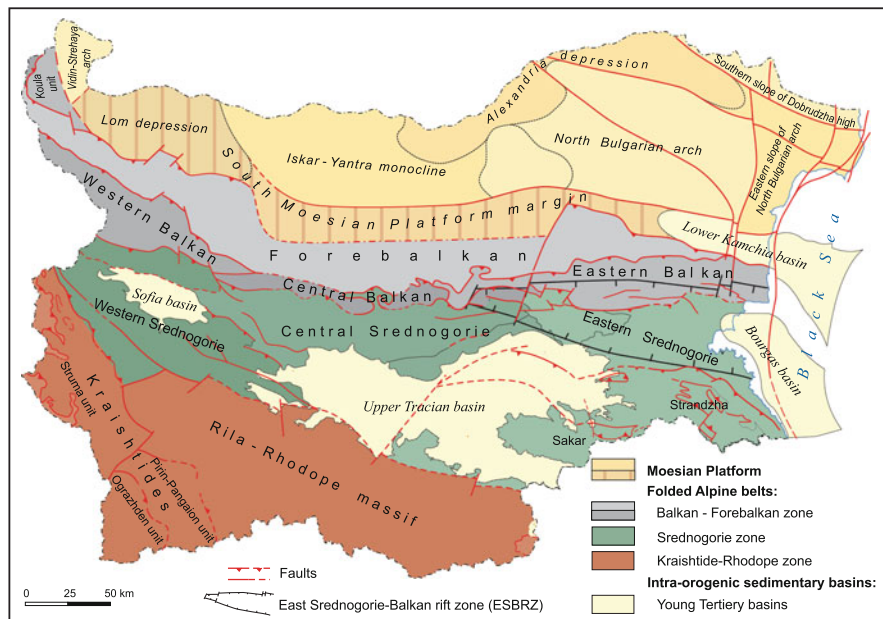 Koula
unit
Vidin-Strehaya
arch
Lom depression
Iskar-Yantra monocline
Alexandria depression
Southern slope of Dobrudzha high
North Bulgarian arch
Eastern slope of
North Bulgarian arch
South Moesian Platform margin
Lower Kamchia basin
Western Balkan
Forebalkan
Central Balkan
Eastern Balkan
Black Sea
Sofia basin
Western Srednogorie
Central Srednogorie
Eastern Srednogorie
Bourgas basin
Upper Tracian basin
Strandzha
Sakar
Struma unit
Kraishtides
Rila-Rhodope massif
Pirin-Pangaion unit
Ograzhden unit
Moesian Platform
Folded Alpine belts:
Balkan - Forebalkan zone
Srednogorie zone
Kraishtide-Rhodope zone
Intra-orogenic sedimentary basins:
Young Tertiery basins
Faults
East Srednogorie-Balkan rift zone (ESBRZ)
0 25 50 km